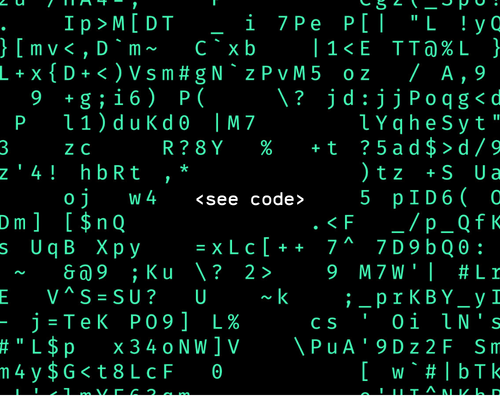 . Ip>M[DT _ i 7Pe P[| "L !yQ
}[mv<,D`m~ C`xb |1<E TT@%L }
L+x{D+<)Vsm#gN`zPvM5 oz / A,9
9 +g;i6) P( \? jd:jjPoqg<d
P l1)duKd0 |M7 lYqheSyt"
3 zc R?8Y % +t ?5ad$>d/9
z'4! hbRt ,* )tz +S Ua
oj w4 <see code> 5 pID6( O
Dm] [$nQ .<F _/p_QfK
s UqB Xpy =xLc[++ 7^ 7D9bQ0:
~ &@9 ;Ku \? 2> 9 M7W'| #Lr
E V^S=SU? U ~k ;_prKBY_yI
- j=TeK PO9] L% cs ' Oi lN's
#"L$p x34oNW]V \PuA'9Dz2F Sm
m4y$G<t8LcF 0 [ w`#|bTk